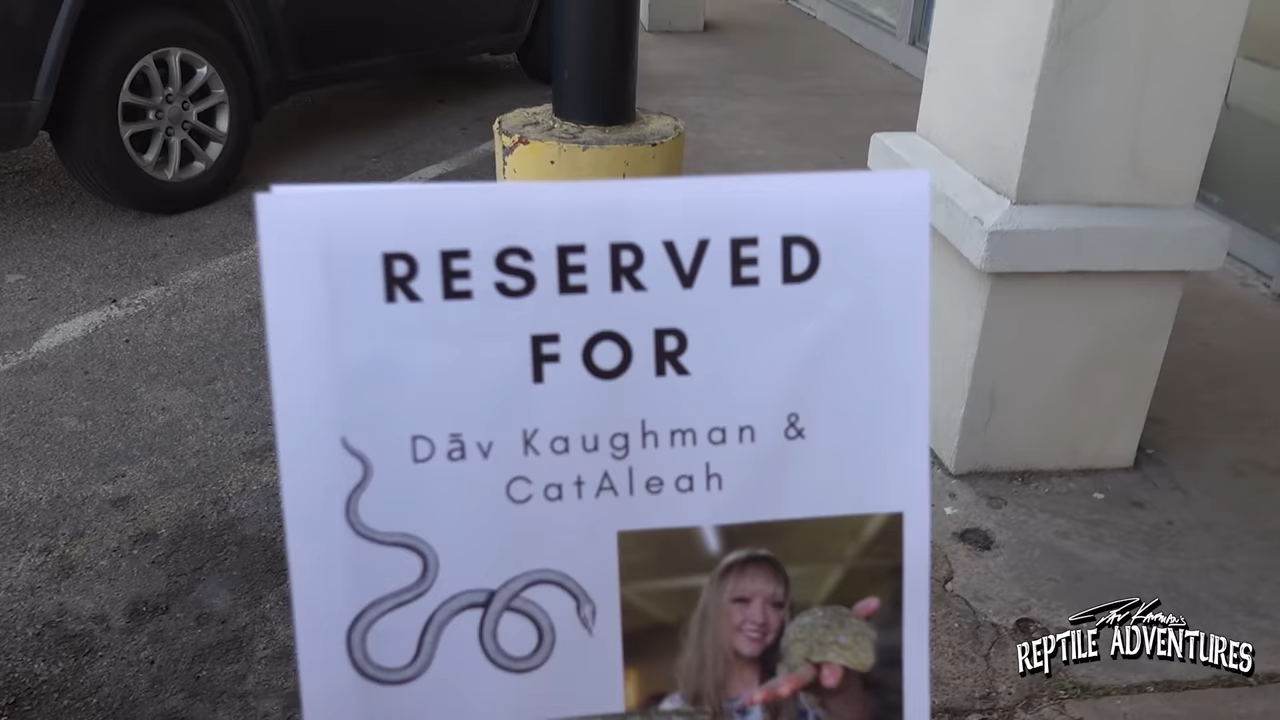 RESERVED
FOR
Dāv Kaughman &
CatAleah
REPTILE ADVENTURES